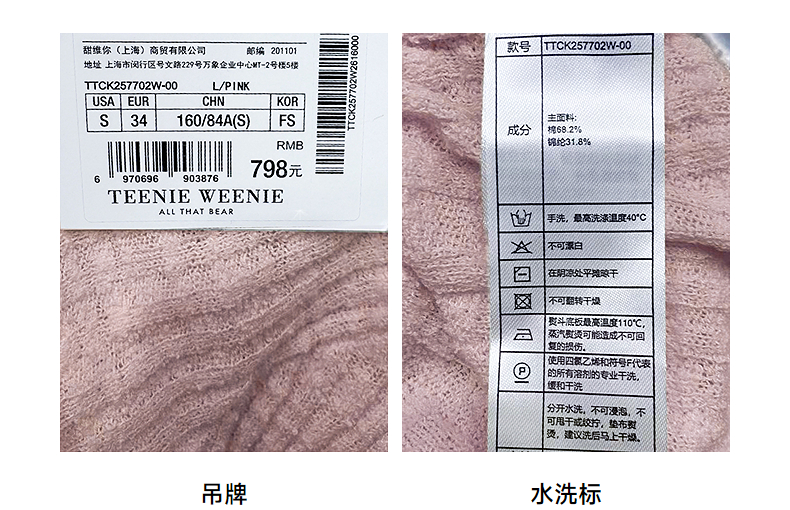 甜维你（上海）商贸有限公司 邮编 201101
地址 上海市闵行区号文路229号万象企业中心MT-2号楼5楼
TTCK257702W-00 L/PINK
USA EUR CHN KOR
S 34 160/84A(S) FS
RMB
798元
6 970696 903876
TEENIE WEENIE
ALL THAT BEAR
TTCK257702W2616000
吊牌
款号 TTCK257702W-00
成分
主面料:
棉68.2%
锦纶31.8%
手洗，最高洗涤温度40°C
不可漂白
在阴凉处平摊晾干
不可翻转干燥
熨斗底板最高温度110℃，
蒸汽熨烫可能造成不可回
复的损伤。
P
使用四氯乙烯和符号F代表
的所有溶剂的专业干洗，
缓和干洗
分开水洗，不可浸泡，不
可甩干或绞拧，垫布熨
烫，建议洗后马上干燥。
水洗标